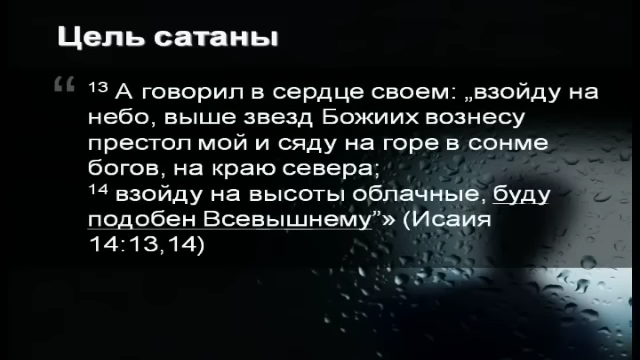 Цель сатаны
“ ¹³ А говорил в сердце своем: „взойду на
небо, выше звезд Божиих вознесу
престол мой и сяду на горе в сонме
богов, на краю севера;
¹⁴ взойду на высоты облачные, буду
подобен Всевышнему”» (Исаия
14:13,14)